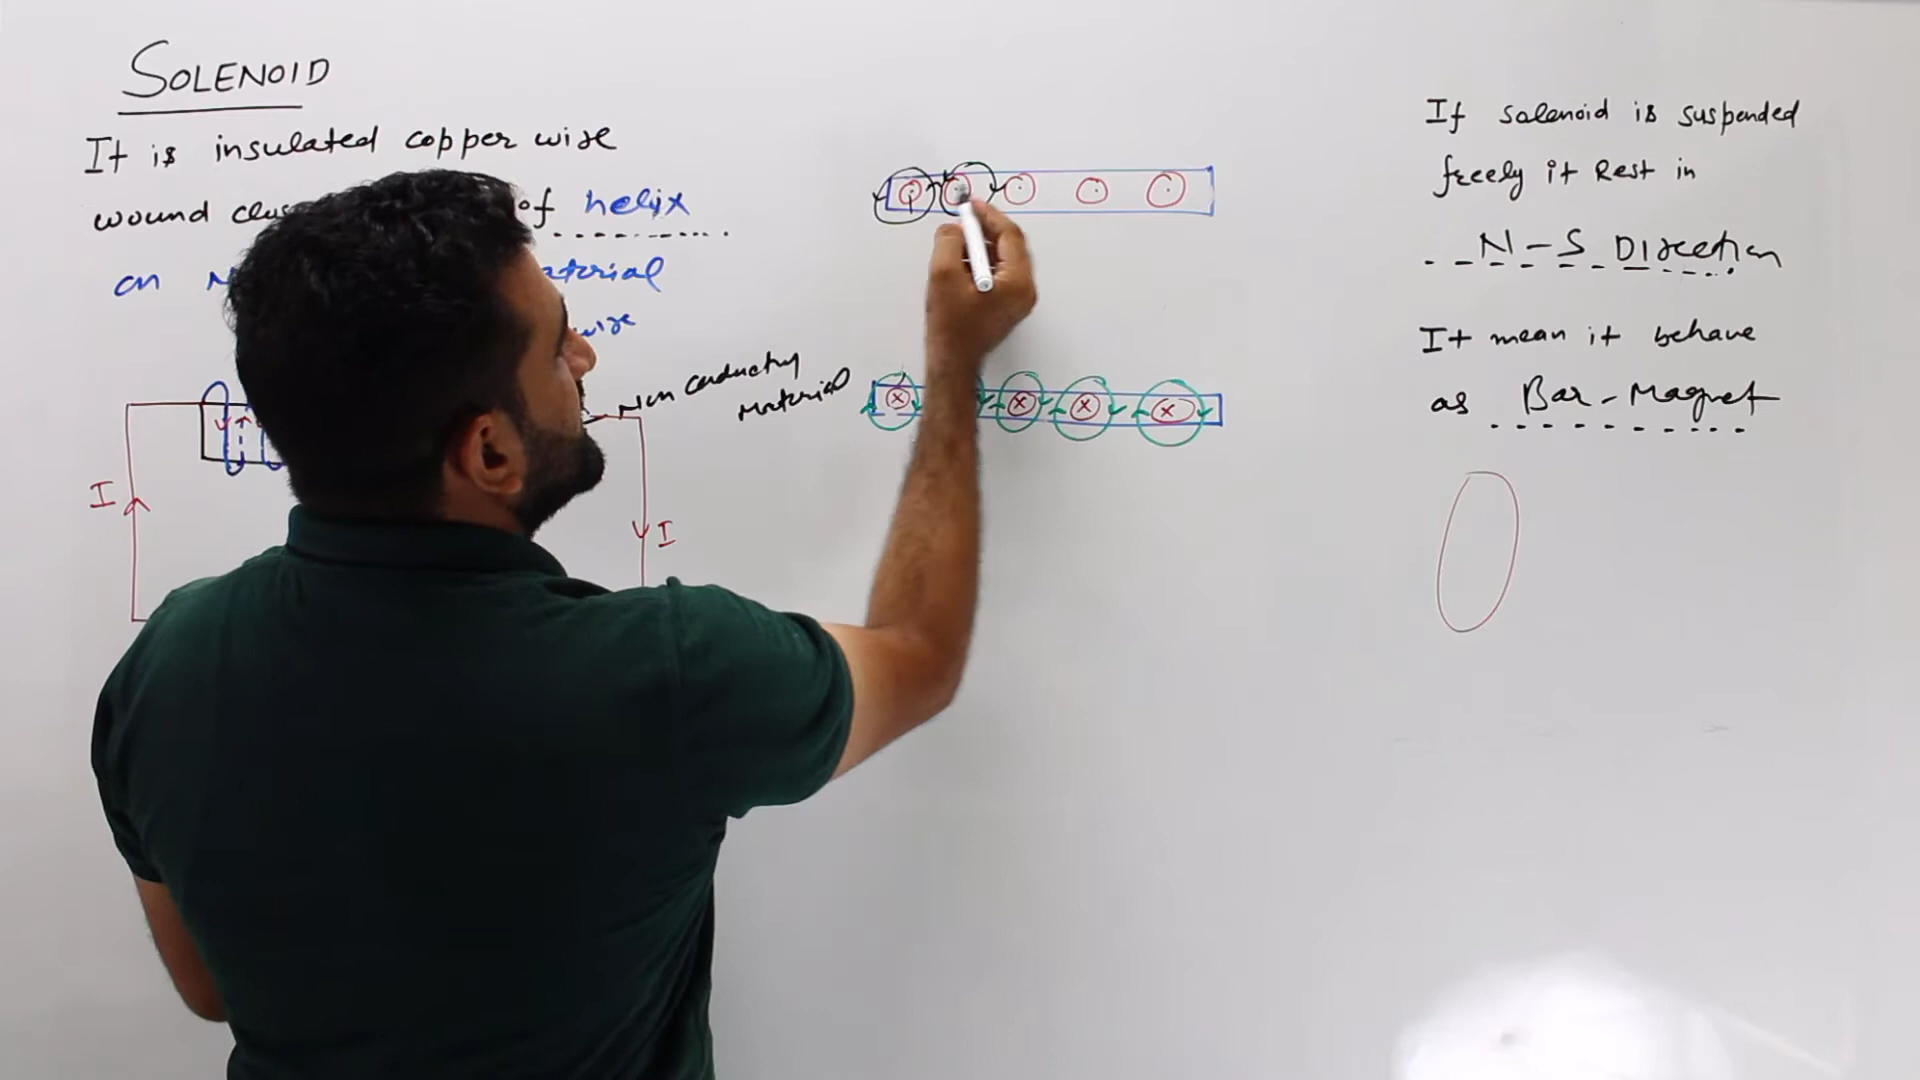 SOLENOID
It is insulated copper wire
wound of helix
on
wire
Non conducting
Material
I
I
If solenoid is suspended
freely it Rest in
N - S Direction
It mean it behave
as Bar - Magnet